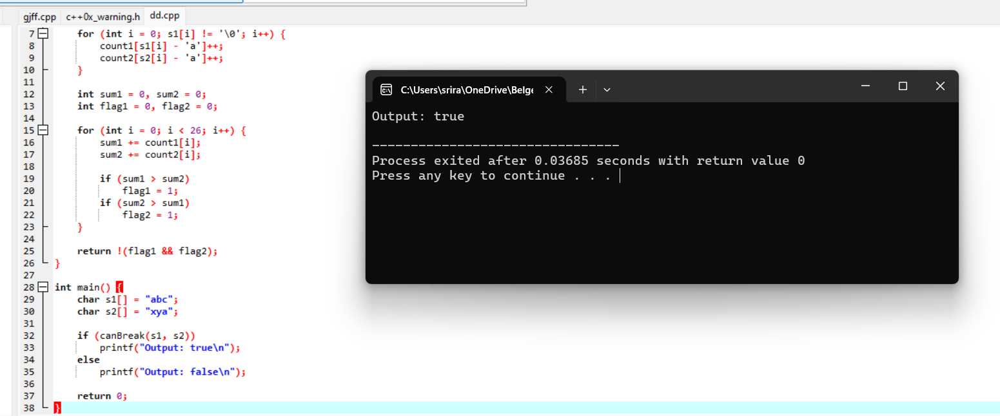 gjff.cpp c++0x_warning.h dd.cpp
7 for (int i = 0; s1[i] != '\0'; i++) {
8 count1[s1[i] - 'a']++;
9 count2[s2[i] - 'a']++;
10 }
11
12 int sum1 = 0, sum2 = 0;
13 int flag1 = 0, flag2 = 0;
14
15 for (int i = 0; i < 26; i++) {
16 sum1 += count1[i];
17 sum2 += count2[i];
18
19 if (sum1 > sum2)
20 flag1 = 1;
21 if (sum2 > sum1)
22 flag2 = 1;
23 }
24
25 return !(flag1 && flag2);
26 }
27
28 int main() {
29 char s1[] = "abc";
30 char s2[] = "xya";
31
32 if (canBreak(s1, s2))
33 printf("Output: true\n");
34 else
35 printf("Output: false\n");
36
37 return 0;
38 }
C:\Users\srira\OneDrive\Belge
Output: true
--------------------------------
Process exited after 0.03685 seconds with return value 0
Press any key to continue . . .